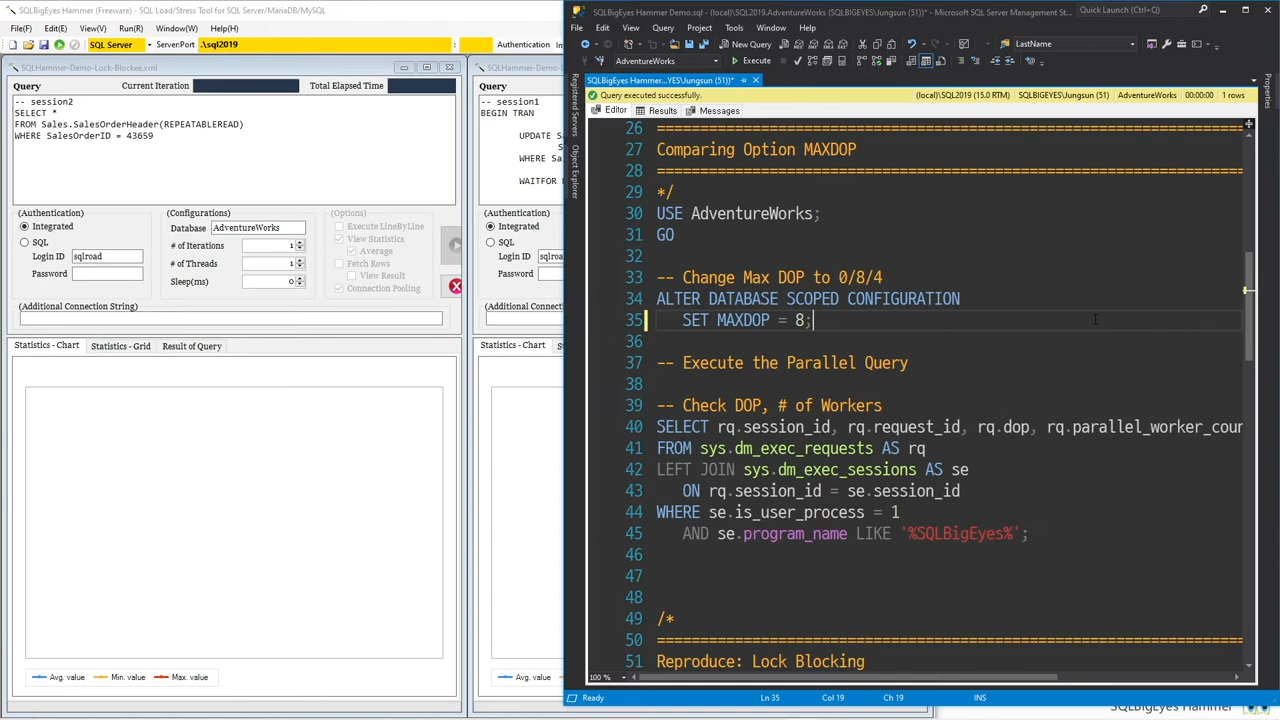 SQLBigEyes Hammer (Freeware) - SQL Load/Stress Tool for SQL Server/MariaDB/MySQL
File(F) Edit(E) View(V) Run(R) Window(W) Help(H)
SQL Server Server:Port .\sql2019 Authentication
SQLHammer-Demo-Lock-Blockee.xml
Query Current Iteration Total Elapsed Time
-- session2
SELECT *
FROM Sales.SalesOrderHeader(REPEATABLEREAD)
WHERE SalesOrderID = 43659
(Authentication) (Configurations) (Options)
Integrated Database AdventureWorks Execute LineByLine
SQL # of Iterations 1 View Statistics
Average
Login ID sqlroad # of Threads 1 Fetch Rows
View Result
Password Sleep(ms) 0 Connection Pooling
(Additional Connection String)
Statistics - Chart Statistics - Grid Result of Query
Avg. value Min. value Max. value
SQLHammer-Demo-L
Query
-- session1
BEGIN TRAN
UPDATE S
S
WHERE Sa
WAITFOR
(Authentication)
Integrated
SQL
Login ID
Password
(Additional Con
Statistics - Chart
Avg. value
SQLBigEyes Hammer Demo.sql - (local)\SQL2019.AdventureWorks (SQLBIGEYES\Jungsun (51))* - Microsoft SQL Server Management St...
Quick Launch (Ctrl+Q)
File Edit View Query Project Tools Window Help
New Query LastName
AdventureWorks Execute
SQLBigEyes Hammer...YES\Jungsun (51))*
Query executed successfully. (local)\SQL2019 (15.0 RTM) SQLBIGEYES\Jungsun (51) AdventureWorks 00:00:00 1 rows
Editor Results Messages
Registered Servers
Object Explorer
Properties
26 ====================================================================
27 Comparing Option MAXDOP
28 ====================================================================
29 */
30 USE AdventureWorks;
31 GO
32
33 -- Change Max DOP to 0/8/4
34 ALTER DATABASE SCOPED CONFIGURATION
35 SET MAXDOP = 8;
36
37 -- Execute the Parallel Query
38
39 -- Check DOP, # of Workers
40 SELECT rq.session_id, rq.request_id, rq.dop, rq.parallel_worker_cour
41 FROM sys.dm_exec_requests AS rq
42 LEFT JOIN sys.dm_exec_sessions AS se
43 ON rq.session_id = se.session_id
44 WHERE se.is_user_process = 1
45 AND se.program_name LIKE '%SQLBigEyes%';
46
47
48
49 /*
50 ====================================================================
51 Reproduce: Lock Blocking
100 %
Ready Ln 35 Col 19 Ch 19 INS
SQLBigEyes Hammer